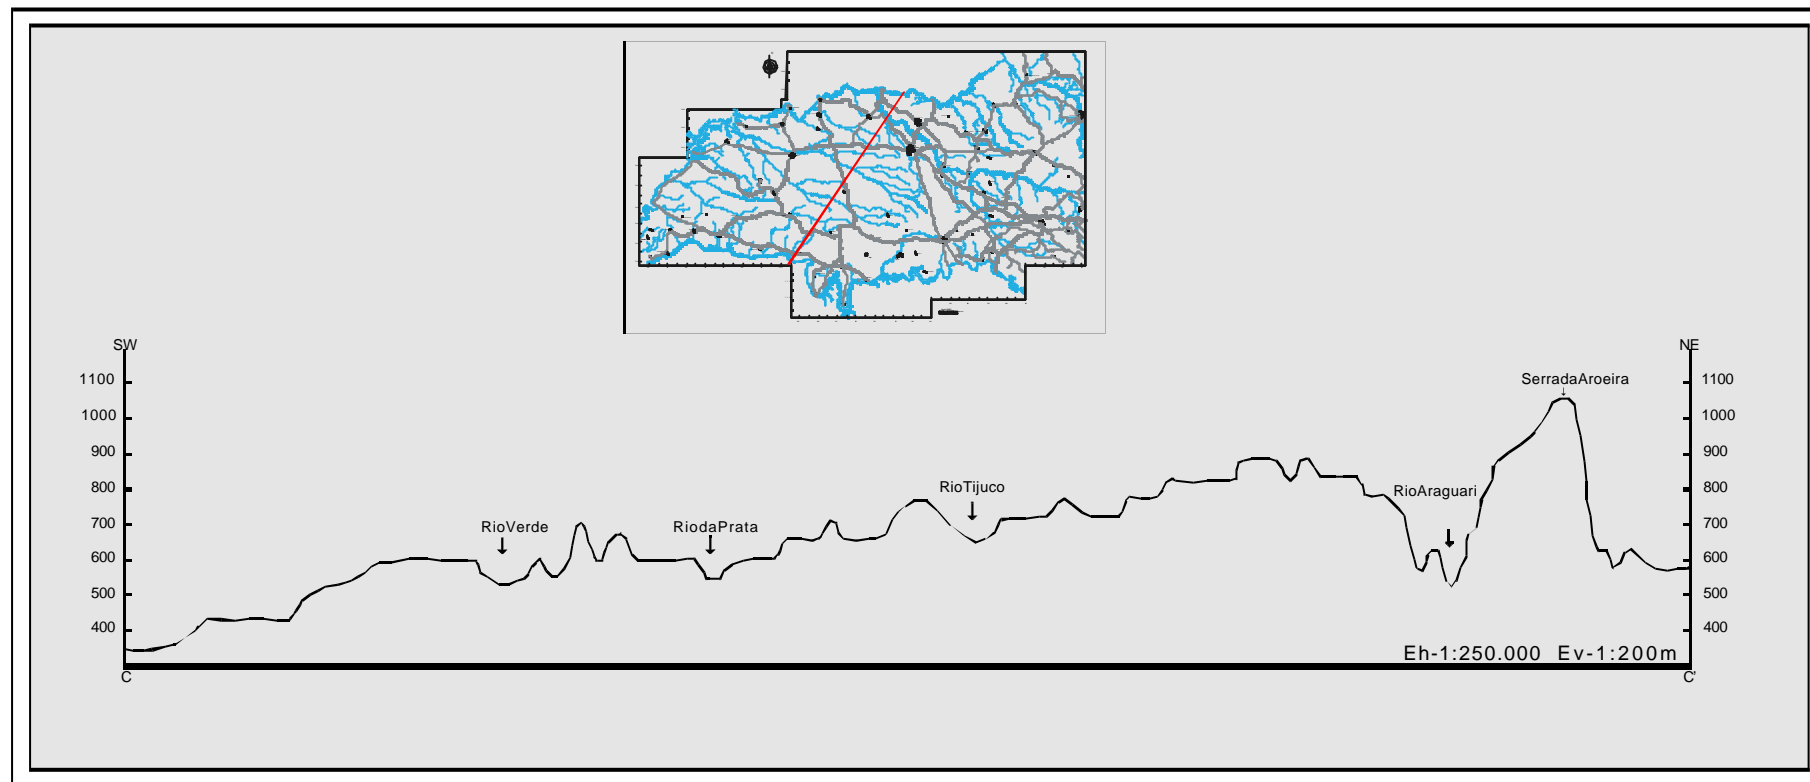 SW NE
1100 SerradaAroeira 1100
1000 1000
900 900
800 RioTijuco RioAraguari 800
700 RioVerde RiodaPrata 700
600 600
500 500
400 400
Eh-1:250.000 Ev-1:200m
C C'